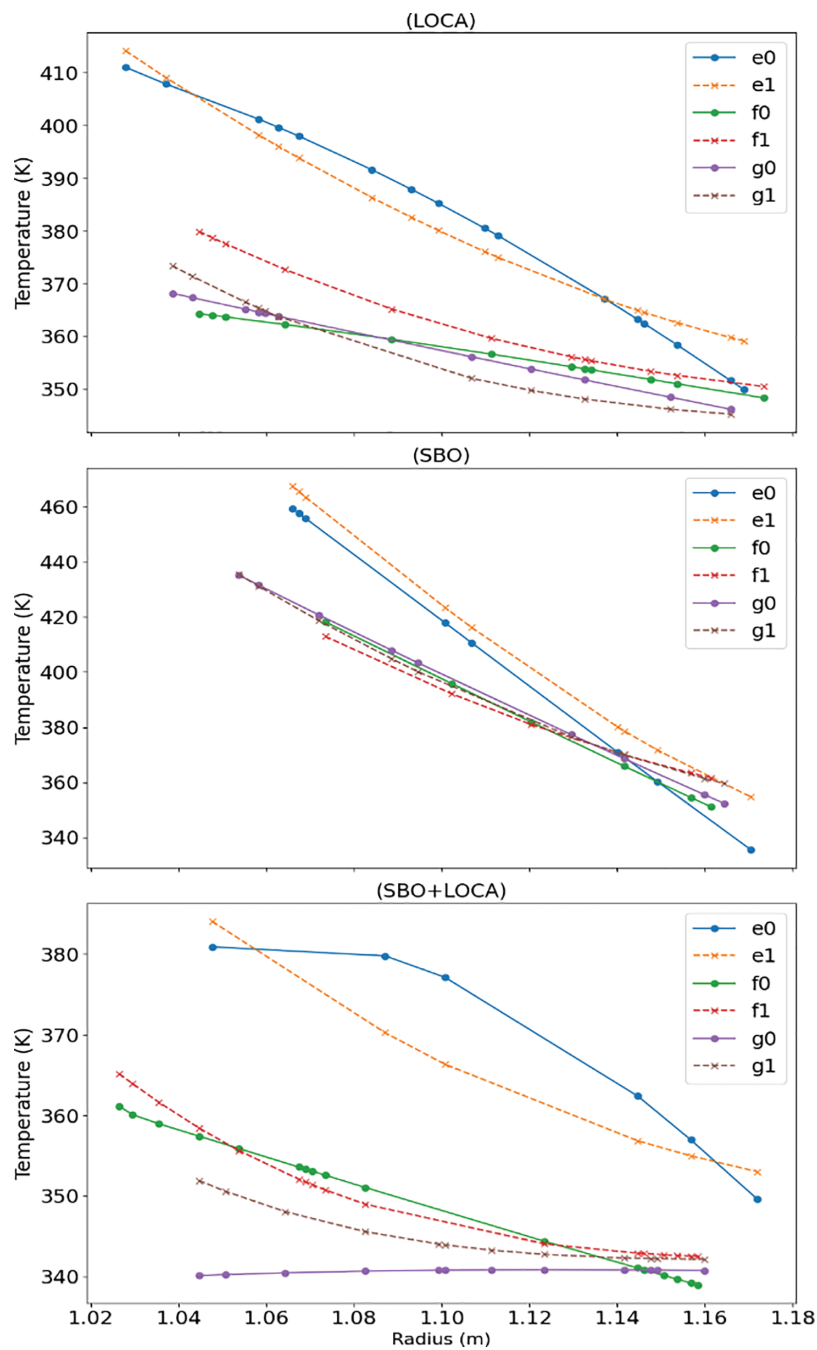 (LOCA)
Temperature (K)
410
400
390
380
370
360
350
e0
e1
f0
f1
g0
g1
(SBO)
Temperature (K)
460
440
420
400
380
360
340
e0
e1
f0
f1
g0
g1
(SBO+LOCA)
Temperature (K)
380
370
360
350
340
e0
e1
f0
f1
g0
g1
1.02 1.04 1.06 1.08 1.10 1.12 1.14 1.16 1.18
Radius (m)